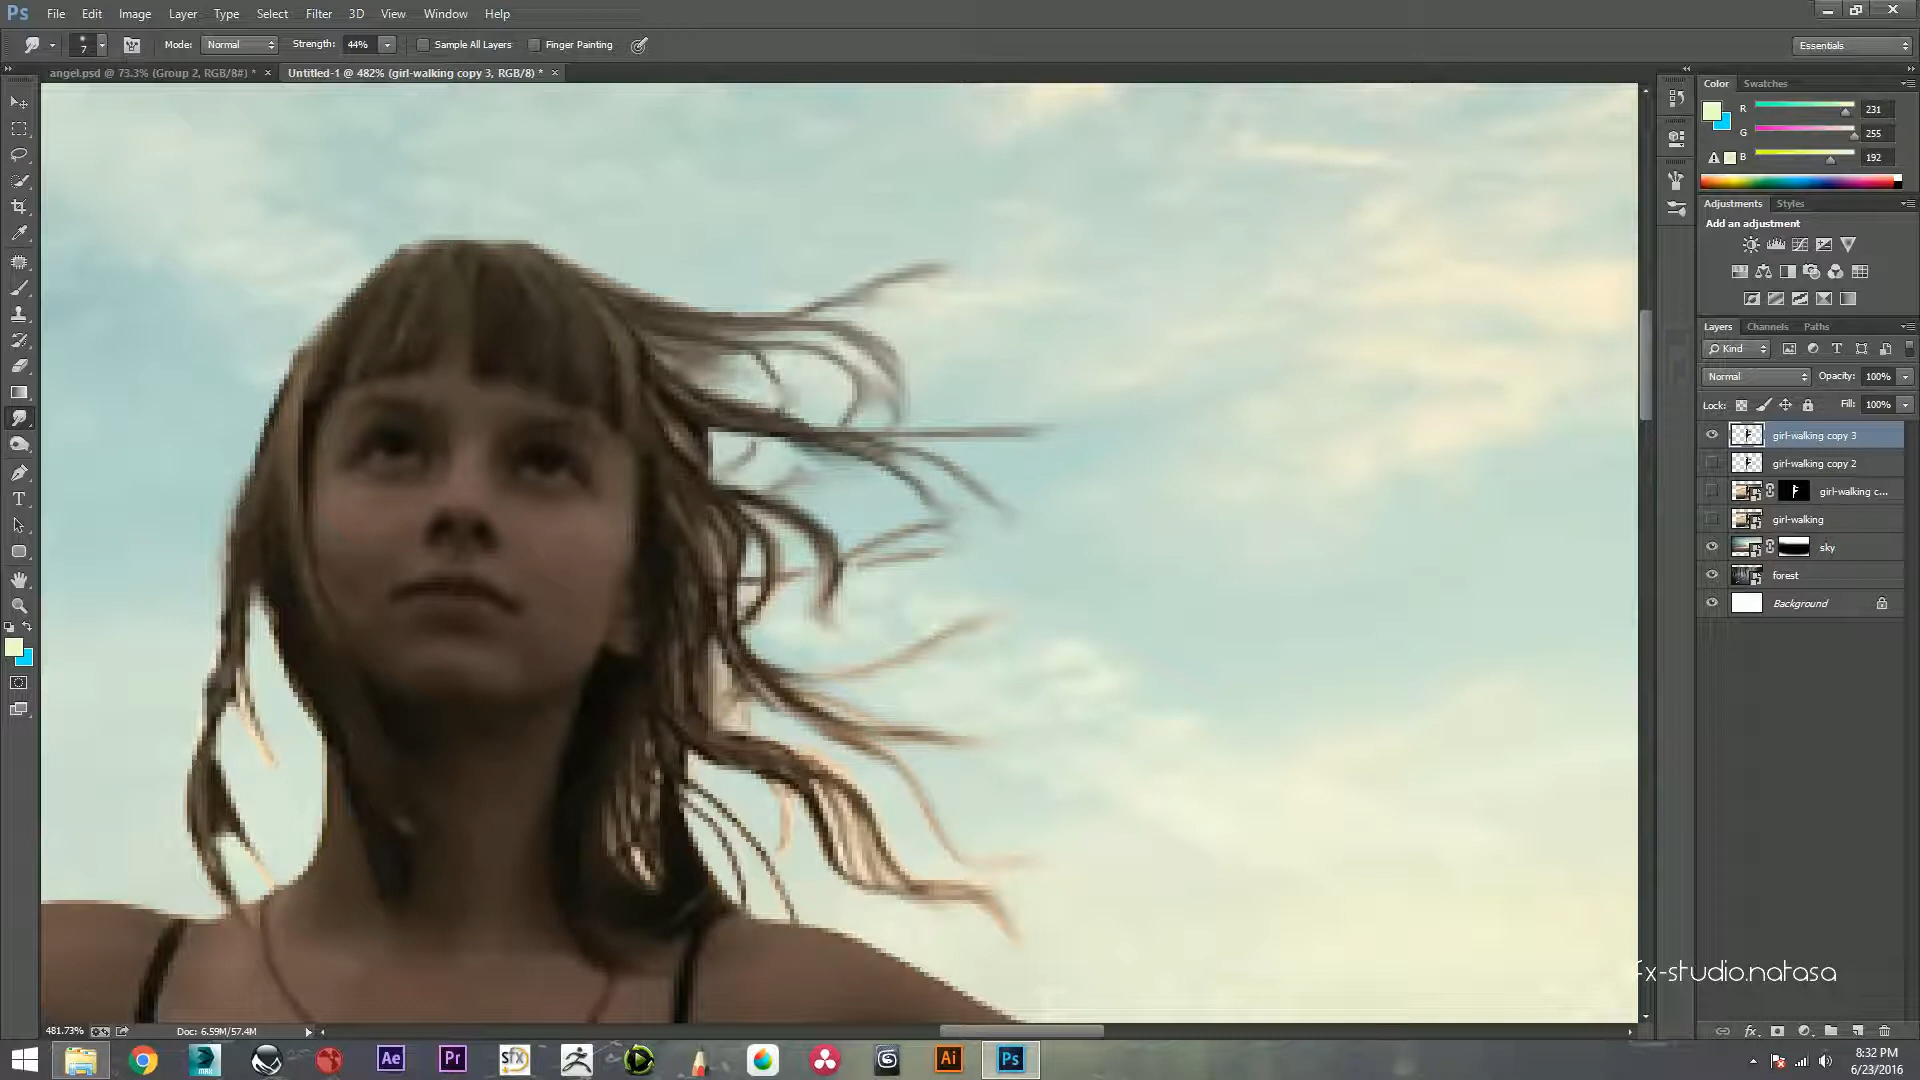 Ps File Edit Image Layer Type Select Filter 3D View Window Help
7 Mode: Normal Strength: 44% Sample All Layers Finger Painting Essentials
angel.psd @ 73.3% (Group 2, RGB/8#) * × Untitled-1 @ 482% (girl-walking copy 3, RGB/8) * ×
Color Swatches
R 231
G 255
B 192
Adjustments Styles
Add an adjustment
Layers Channels Paths
Kind
Normal Opacity: 100%
Lock: Fill: 100%
girl-walking copy 3
girl-walking copy 2
girl-walking c...
girl-walking
sky
forest
Background
T
fx-studio.natasa
481.73% Doc: 6.59M/57.4M
fx
MAX Ae Pr sfx Ai Ps
8:32 PM
6/23/2016